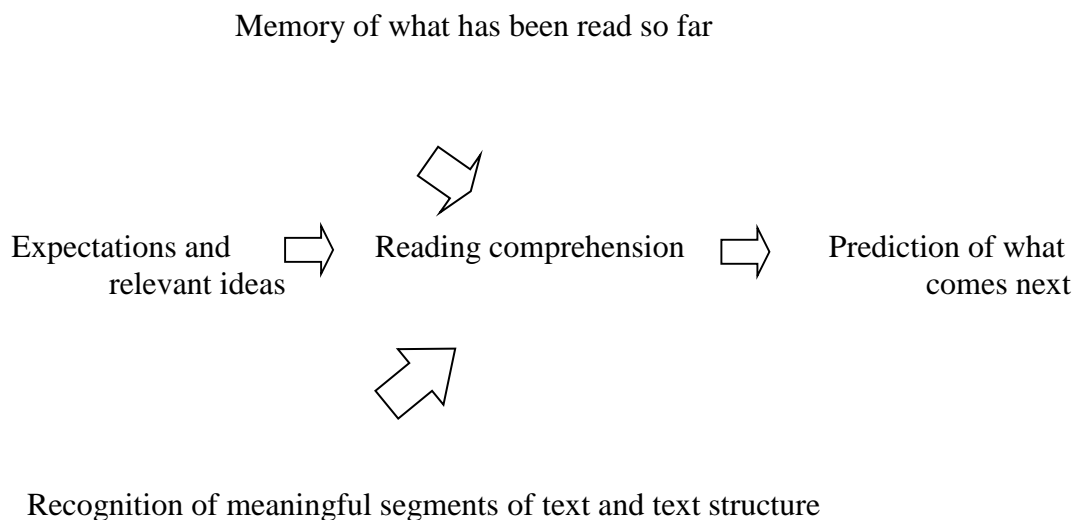 Memory of what has been read so far
Expectations and
relevant ideas
Reading comprehension
Prediction of what
comes next
Recognition of meaningful segments of text and text structure